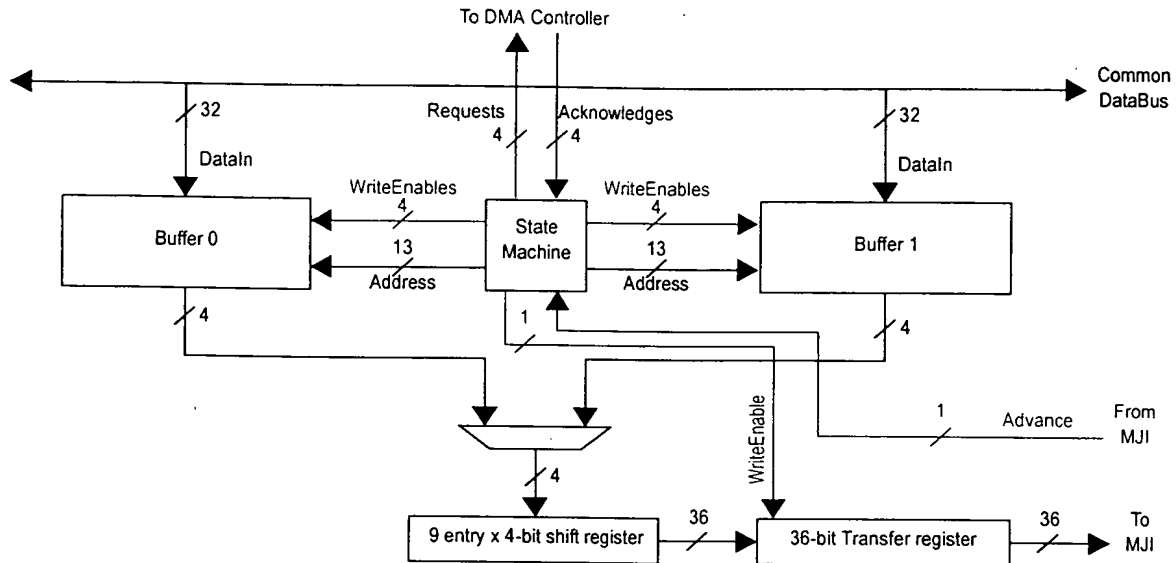 To DMA Controller
Common
DataBus
32
Requests
4
Acknowledges
4
32
DataIn
DataIn
WriteEnables
4
WriteEnables
4
Buffer 0
State
Machine
Buffer 1
13
Address
13
Address
4
1
4
1
Advance
From
MJI
WriteEnable
4
9 entry x 4-bit shift register
36
36-bit Transfer register
36
To
MJI